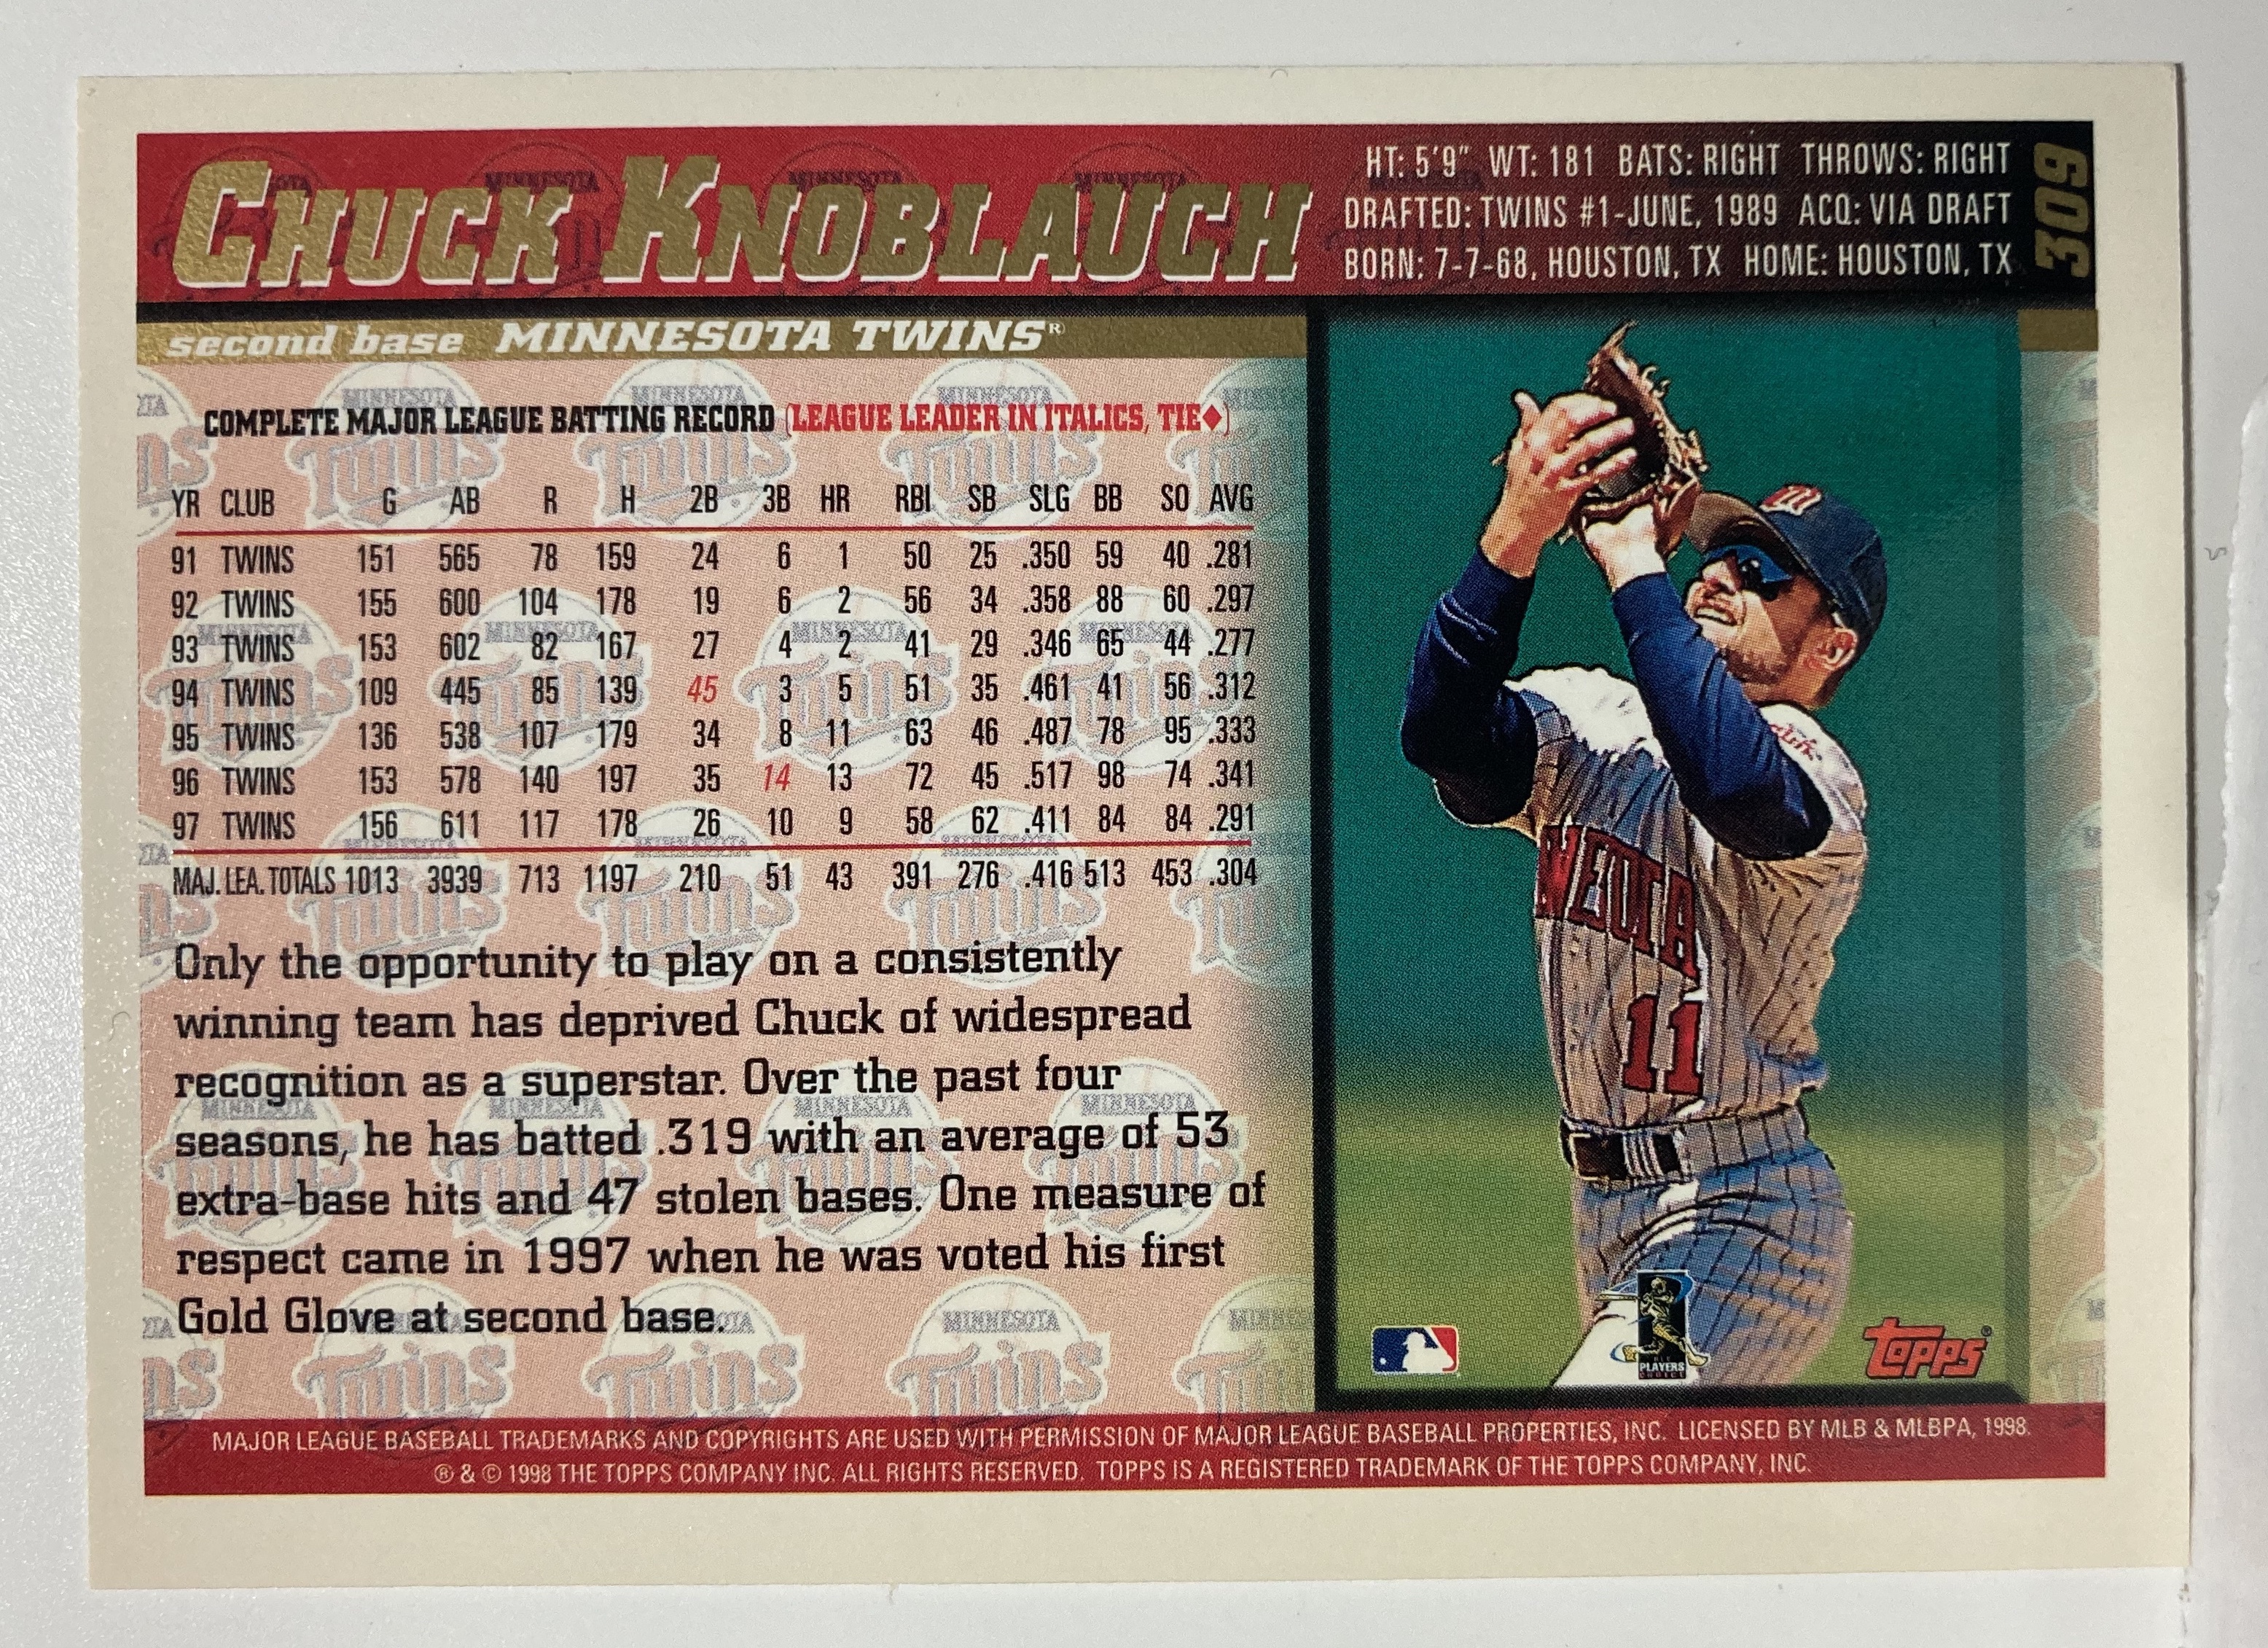 CHUCK KNOBLAUCH
HT: 5'9" WT: 181 BATS: RIGHT THROWS: RIGHT
DRAFTED: TWINS #1-JUNE, 1989 ACQ: VIA DRAFT
BORN: 7-7-68, HOUSTON, TX HOME: HOUSTON, TX
309
second base MINNESOTA TWINS®
COMPLETE MAJOR LEAGUE BATTING RECORD (LEAGUE LEADER IN ITALICS, TIE♦)
YR CLUB G AB R H 2B 3B HR RBI SB SLG BB SO AVG
91 TWINS 151 565 78 159 24 6 1 50 25 .350 59 40 .281
92 TWINS 155 600 104 178 19 6 2 56 34 .358 88 60 .297
93 TWINS 153 602 82 167 27 4 2 41 29 .346 65 44 .277
94 TWINS 109 445 85 139 45 3 5 51 35 .461 41 56 .312
95 TWINS 136 538 107 179 34 8 11 63 46 .487 78 95 .333
96 TWINS 153 578 140 197 35 14 13 72 45 .517 98 74 .341
97 TWINS 156 611 117 178 26 10 9 58 62 .411 84 84 .291
MAJ. LEA. TOTALS 1013 3939 713 1197 210 51 43 391 276 .416 513 453 .304
Only the opportunity to play on a consistently
winning team has deprived Chuck of widespread
recognition as a superstar. Over the past four
seasons, he has batted .319 with an average of 53
extra-base hits and 47 stolen bases. One measure of
respect came in 1997 when he was voted his first
Gold Glove at second base.
11
PLAYERS
CHOICE
TOPPS®
MAJOR LEAGUE BASEBALL TRADEMARKS AND COPYRIGHTS ARE USED WITH PERMISSION OF MAJOR LEAGUE BASEBALL PROPERTIES, INC. LICENSED BY MLB & MLBPA, 1998.
® & © 1998 THE TOPPS COMPANY INC. ALL RIGHTS RESERVED. TOPPS IS A REGISTERED TRADEMARK OF THE TOPPS COMPANY, INC.